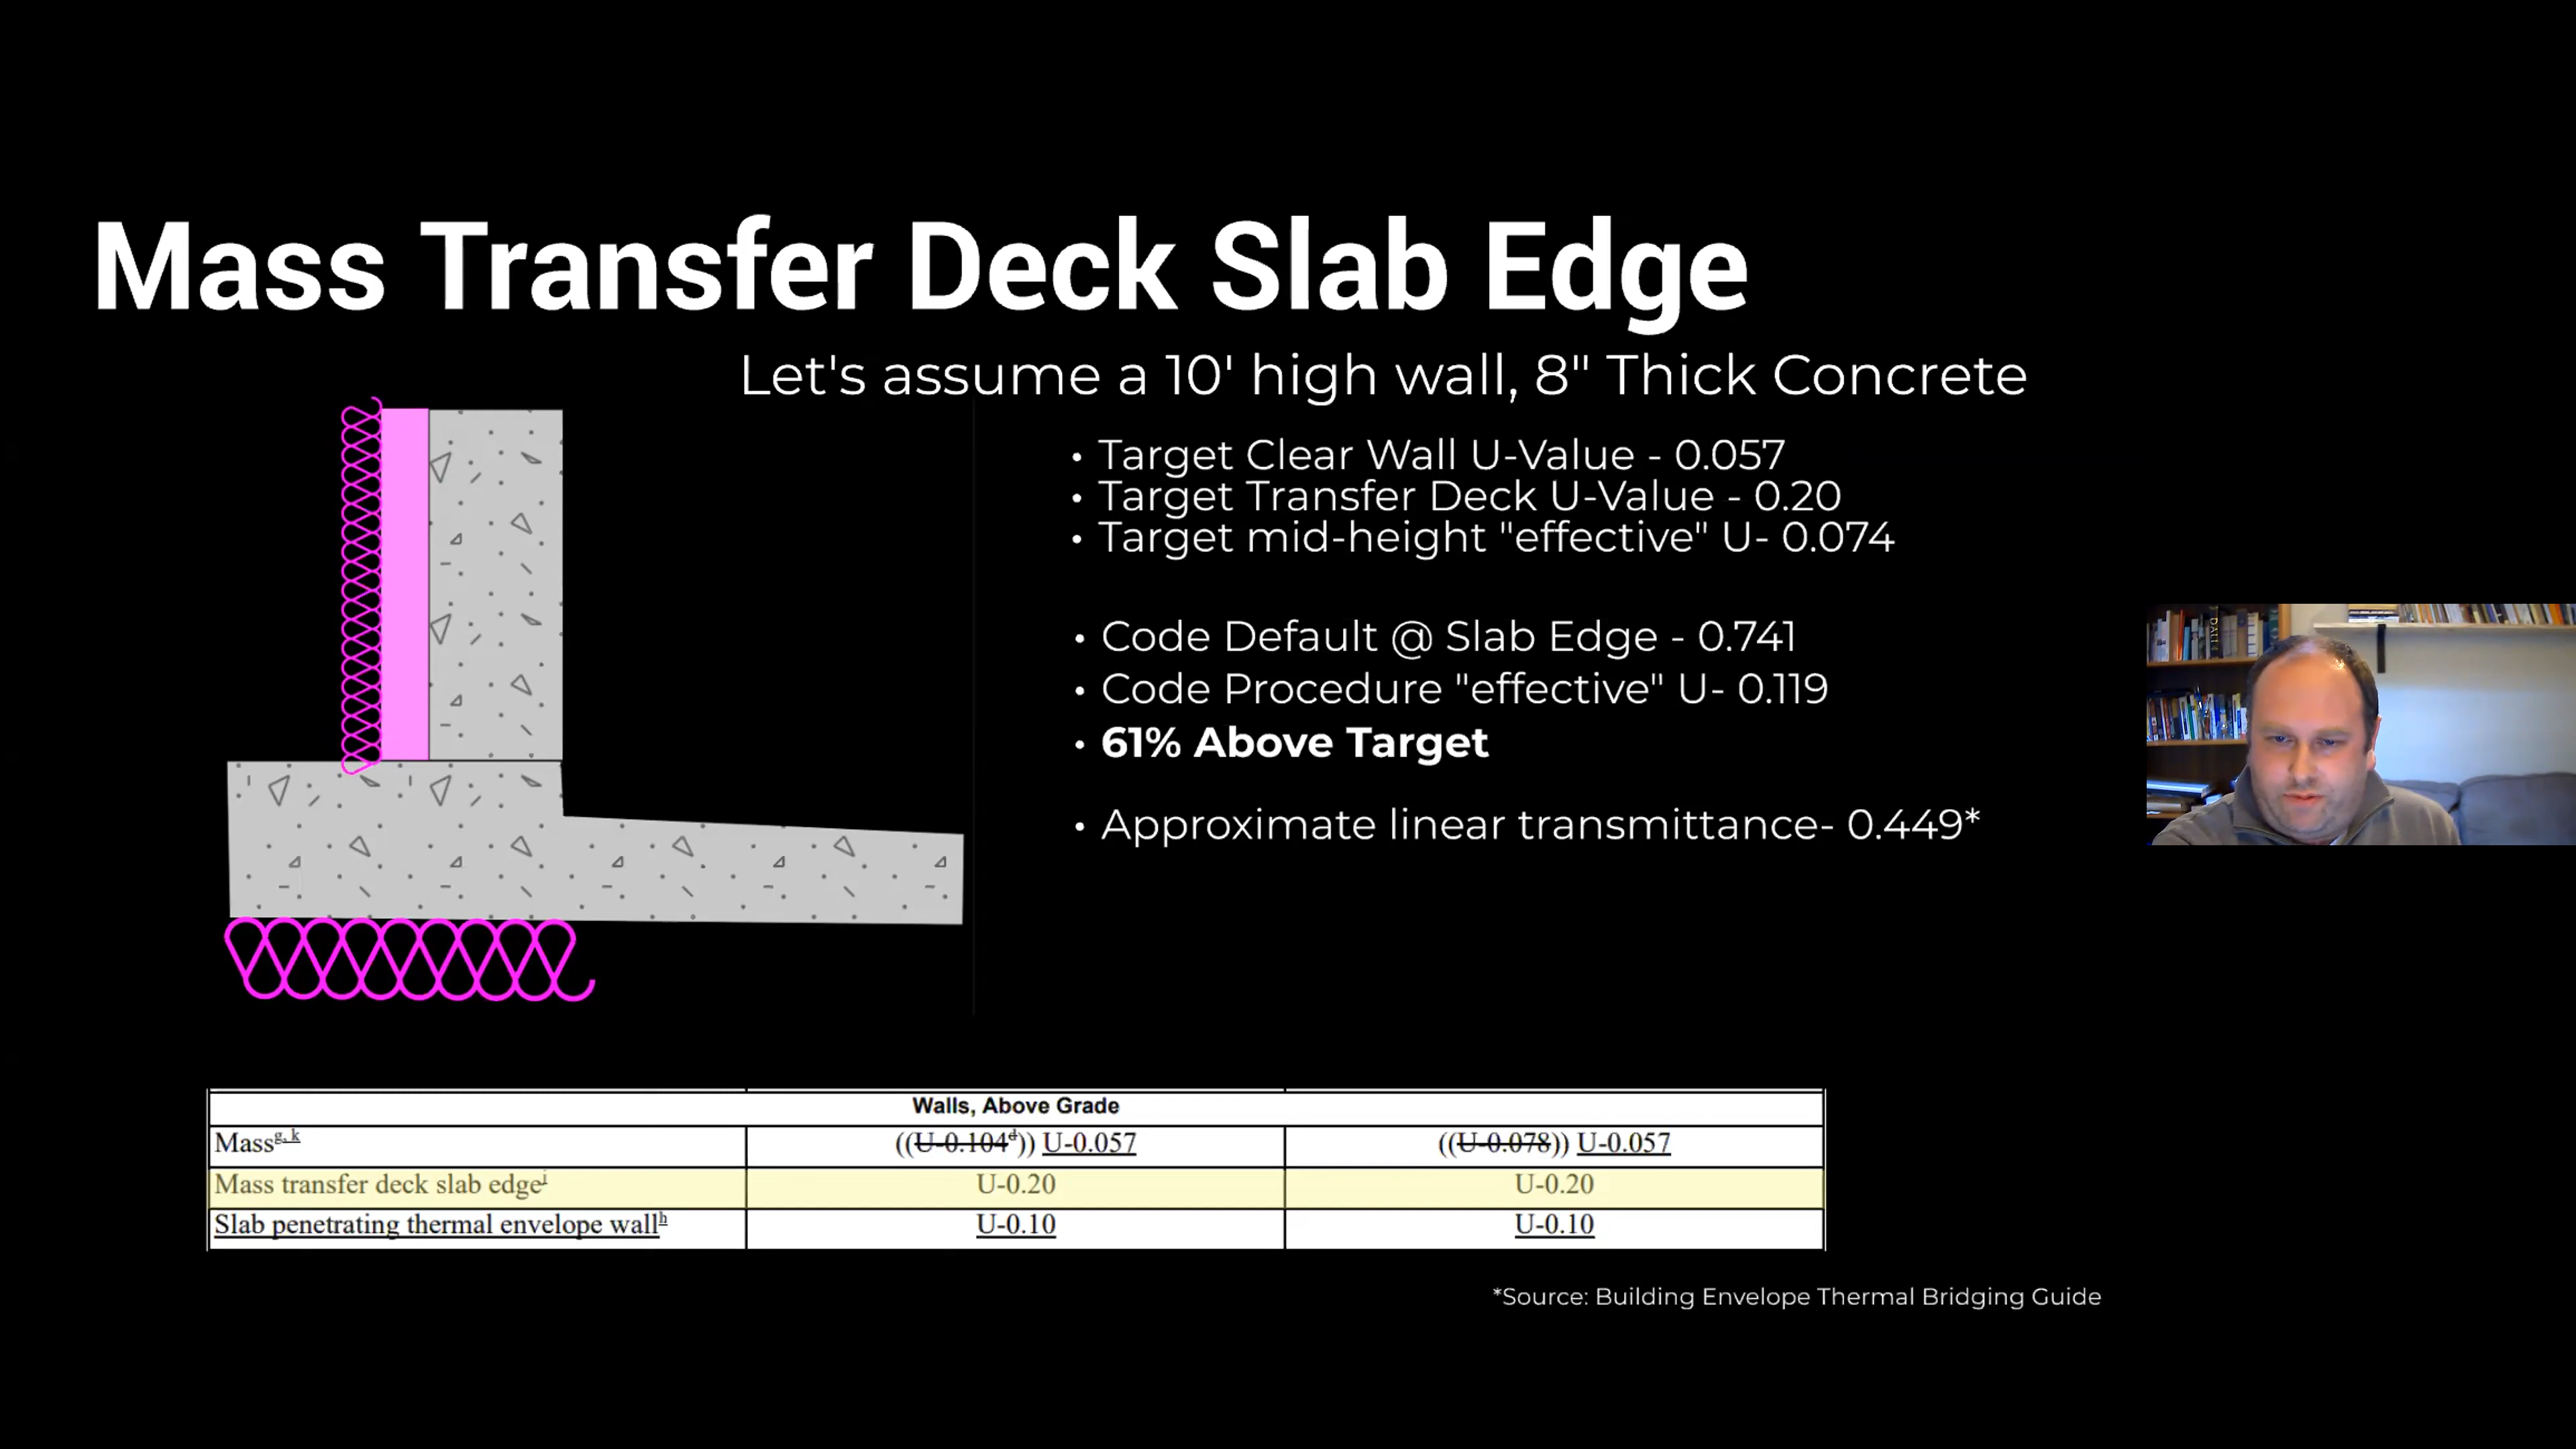 Mass Transfer Deck Slab Edge
Let's assume a 10' high wall, 8" Thick Concrete
• Target Clear Wall U-Value - 0.057
• Target Transfer Deck U-Value - 0.20
• Target mid-height "effective" U- 0.074
• Code Default @ Slab Edge - 0.741
• Code Procedure "effective" U- 0.119
• 61% Above Target
• Approximate linear transmittance- 0.449*
Walls, Above Grade
Mass g, k ((U-0.104 d)) U-0.057 ((U-0.078)) U-0.057
Mass transfer deck slab edge i U-0.20 U-0.20
Slab penetrating thermal envelope wall h U-0.10 U-0.10
*Source: Building Envelope Thermal Bridging Guide